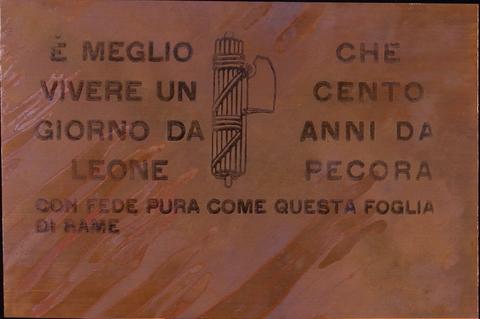 È MEGLIO CHE
VIVERE UN CENTO
GIORNO DA ANNI DA
LEONE PECORA
CON FEDE PURA COME QUESTA FOGLIA
DI RAME